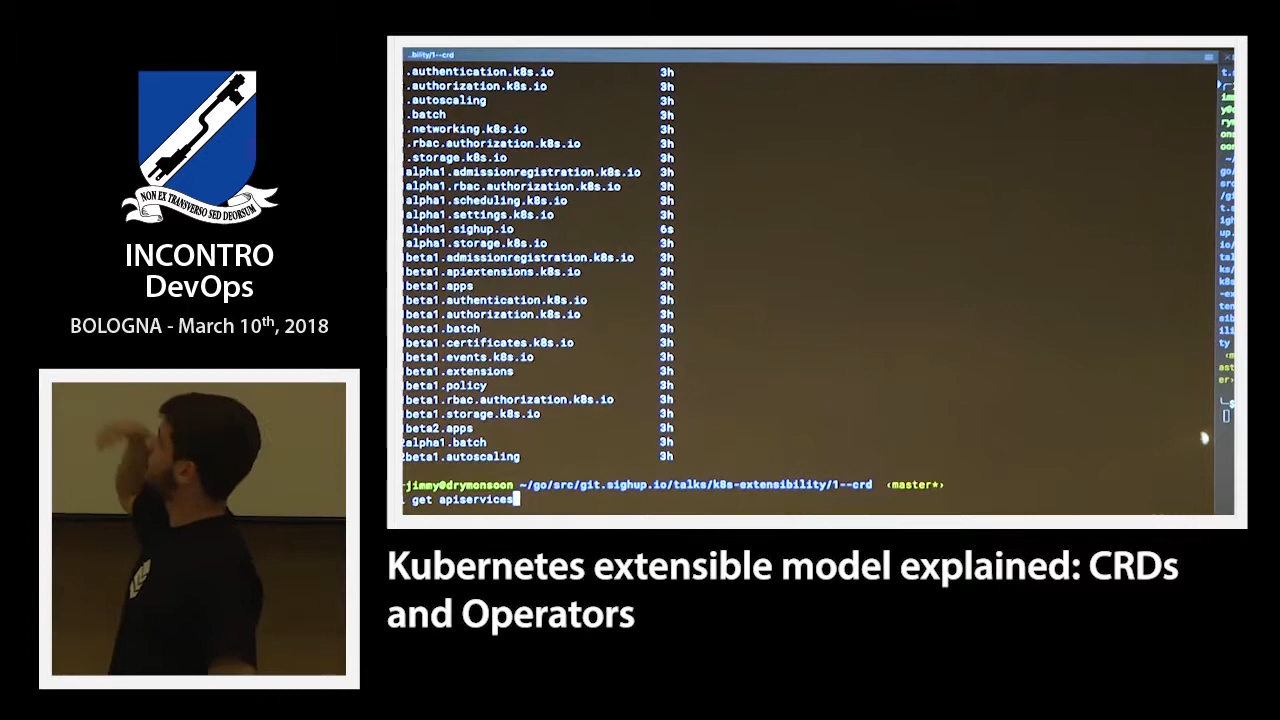 NON EX TRANSVERSO SED DEORSUM
INCONTRO
DevOps
BOLOGNA - March 10th, 2018
..bility/1--crd
.authentication.k8s.io 3h
.authorization.k8s.io 3h
.autoscaling 3h
.batch 3h
.networking.k8s.io 3h
.rbac.authorization.k8s.io 3h
.storage.k8s.io 3h
alpha1.admissionregistration.k8s.io 3h
alpha1.rbac.authorization.k8s.io 3h
alpha1.scheduling.k8s.io 3h
alpha1.settings.k8s.io 3h
alpha1.sighup.io 6s
alpha1.storage.k8s.io 3h
beta1.admissionregistration.k8s.io 3h
beta1.apiextensions.k8s.io 3h
beta1.apps 3h
beta1.authentication.k8s.io 3h
beta1.authorization.k8s.io 3h
beta1.batch 3h
beta1.certificates.k8s.io 3h
beta1.events.k8s.io 3h
beta1.extensions 3h
beta1.policy 3h
beta1.rbac.authorization.k8s.io 3h
beta1.storage.k8s.io 3h
beta2.apps 3h
2alpha1.batch 3h
2beta1.autoscaling 3h
-jimmy@drymonsoon ~/go/src/git.sighup.io/talks/k8s-extensibility/1--crd ‹master*›
get apiservices
Kubernetes extensible model explained: CRDs
and Operators